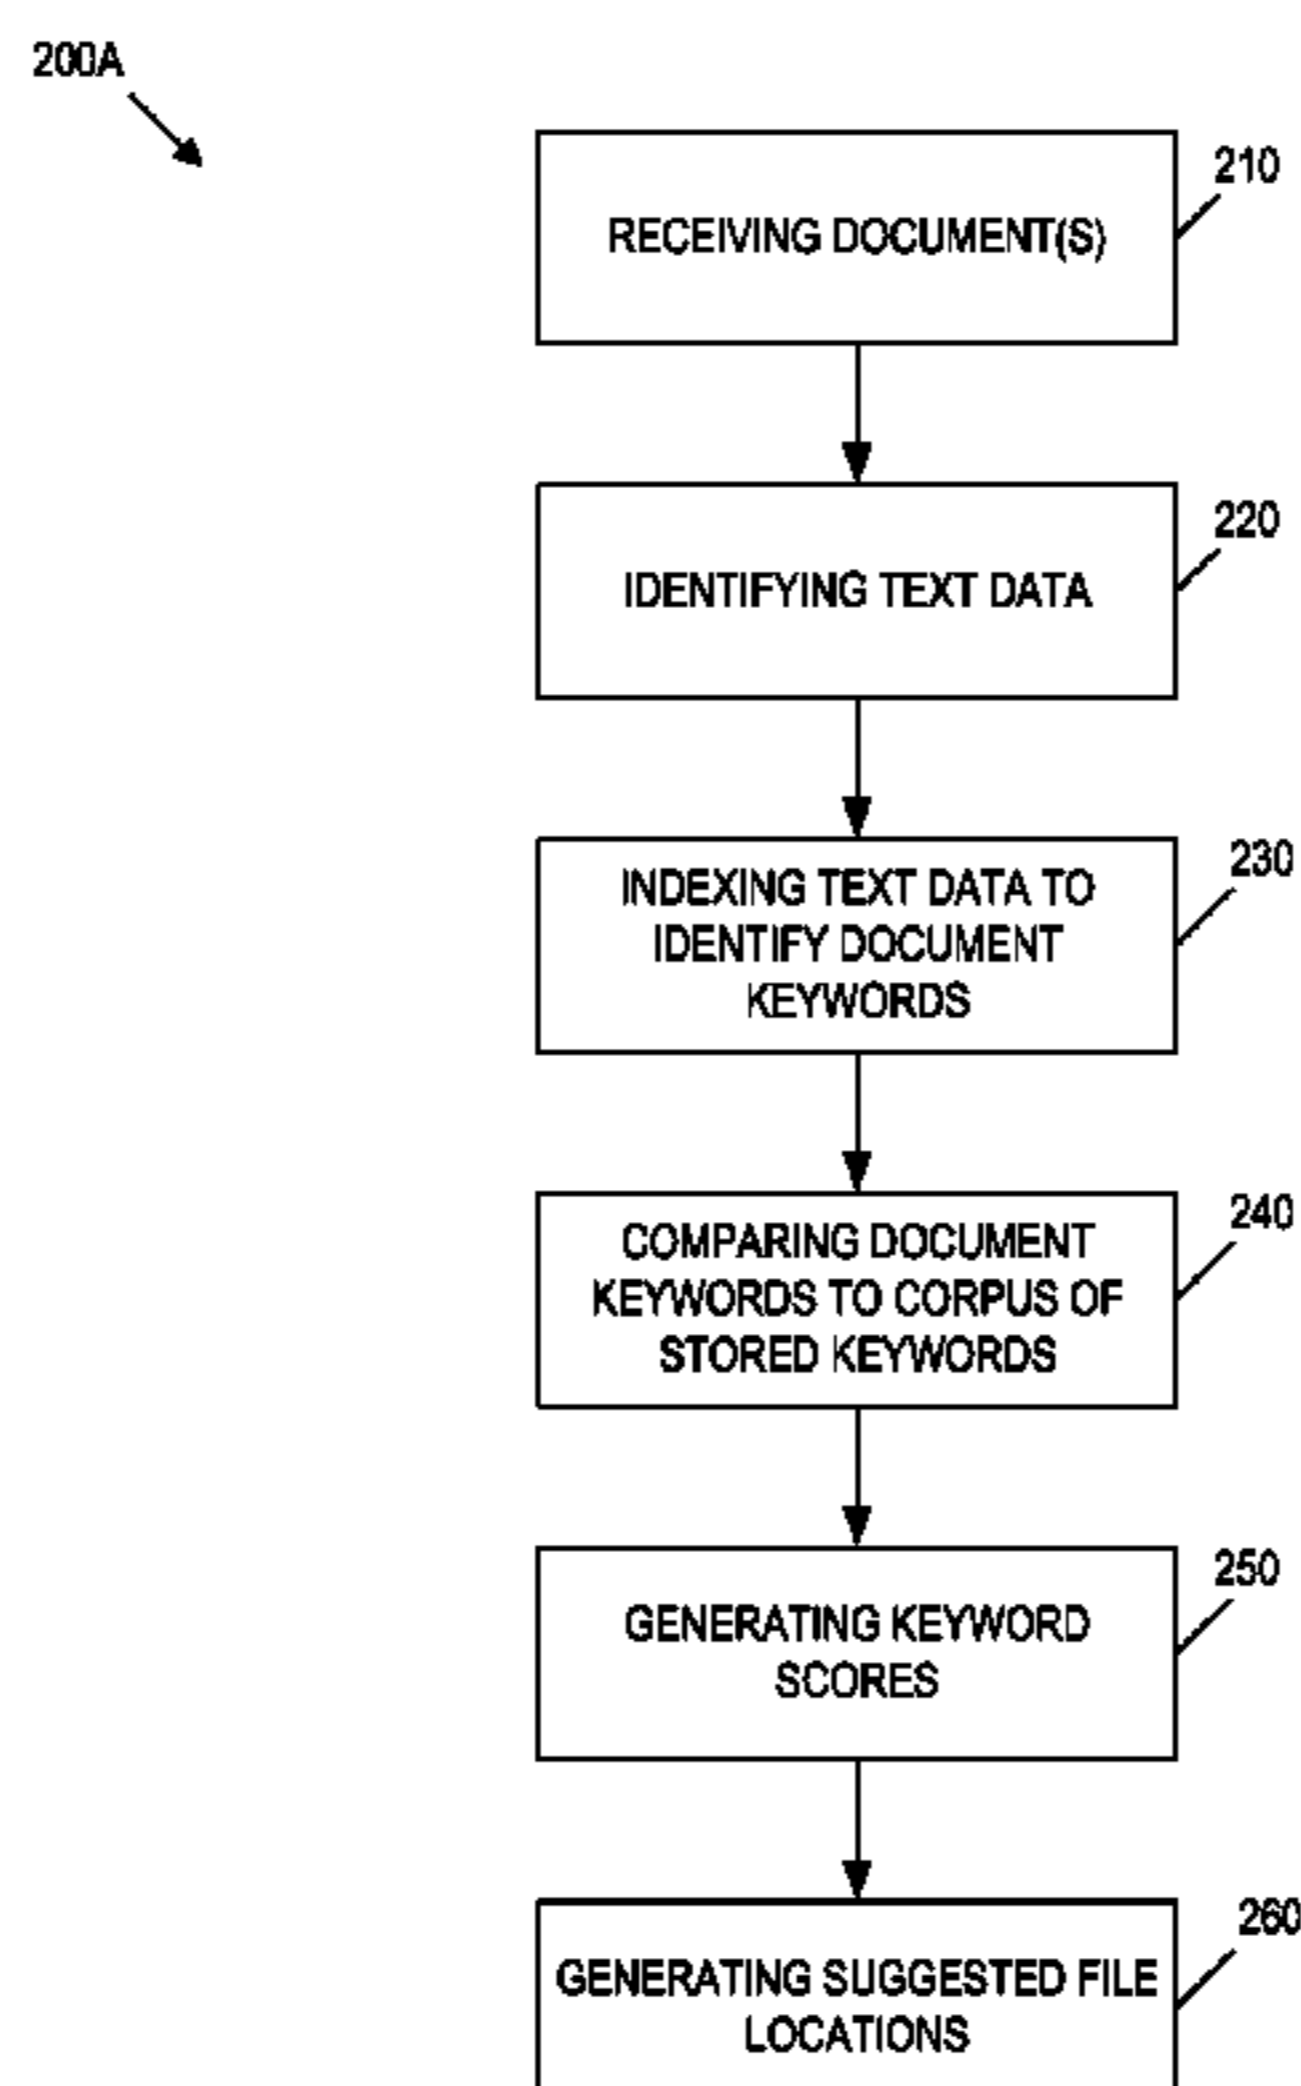 200A
210
RECEIVING DOCUMENT(S)
220
IDENTIFYING TEXT DATA
230
INDEXING TEXT DATA TO
IDENTIFY DOCUMENT
KEYWORDS
240
COMPARING DOCUMENT
KEYWORDS TO CORPUS OF
STORED KEYWORDS
250
GENERATING KEYWORD
SCORES
260
GENERATING SUGGESTED FILE
LOCATIONS